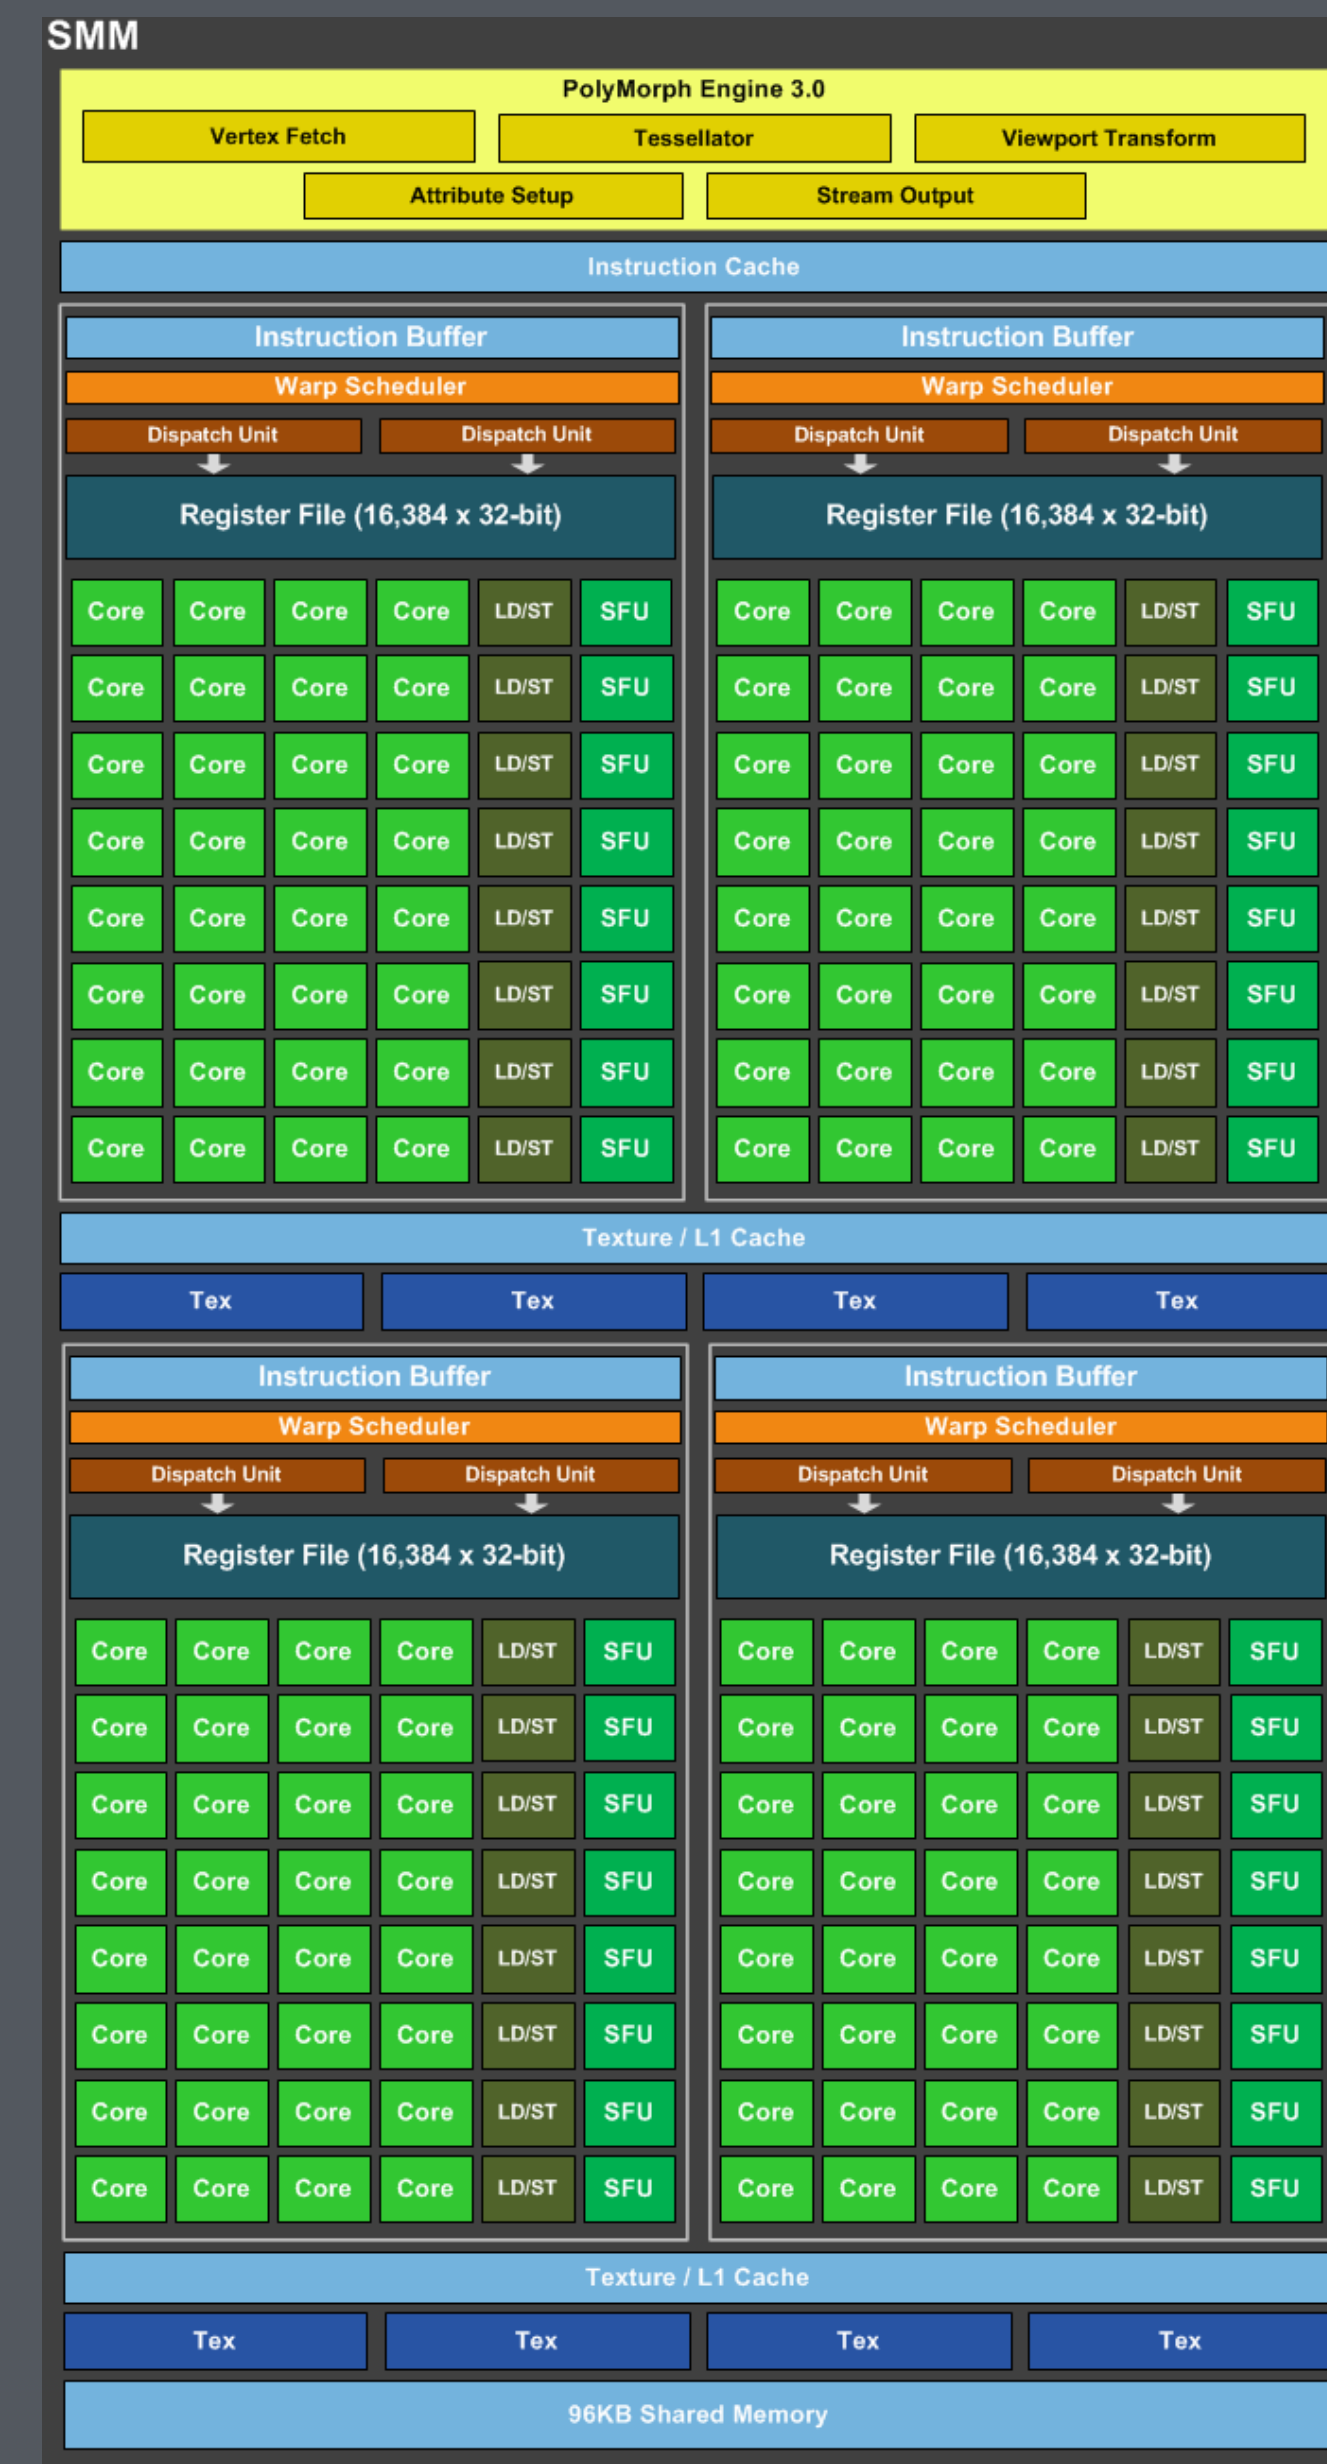 SMM
PolyMorph Engine 3.0
Vertex Fetch Tessellator Viewport Transform
Attribute Setup Stream Output
Instruction Cache
Instruction Buffer Instruction Buffer
Warp Scheduler Warp Scheduler
Dispatch Unit Dispatch Unit Dispatch Unit Dispatch Unit
Register File (16,384 x 32-bit) Register File (16,384 x 32-bit)
Core Core Core Core LD/ST SFU Core Core Core Core LD/ST SFU
Core Core Core Core LD/ST SFU Core Core Core Core LD/ST SFU
Core Core Core Core LD/ST SFU Core Core Core Core LD/ST SFU
Core Core Core Core LD/ST SFU Core Core Core Core LD/ST SFU
Core Core Core Core LD/ST SFU Core Core Core Core LD/ST SFU
Core Core Core Core LD/ST SFU Core Core Core Core LD/ST SFU
Core Core Core Core LD/ST SFU Core Core Core Core LD/ST SFU
Core Core Core Core LD/ST SFU Core Core Core Core LD/ST SFU
Texture / L1 Cache
Tex Tex Tex Tex
Instruction Buffer Instruction Buffer
Warp Scheduler Warp Scheduler
Dispatch Unit Dispatch Unit Dispatch Unit Dispatch Unit
Register File (16,384 x 32-bit) Register File (16,384 x 32-bit)
Core Core Core Core LD/ST SFU Core Core Core Core LD/ST SFU
Core Core Core Core LD/ST SFU Core Core Core Core LD/ST SFU
Core Core Core Core LD/ST SFU Core Core Core Core LD/ST SFU
Core Core Core Core LD/ST SFU Core Core Core Core LD/ST SFU
Core Core Core Core LD/ST SFU Core Core Core Core LD/ST SFU
Core Core Core Core LD/ST SFU Core Core Core Core LD/ST SFU
Core Core Core Core LD/ST SFU Core Core Core Core LD/ST SFU
Core Core Core Core LD/ST SFU Core Core Core Core LD/ST SFU
Texture / L1 Cache
Tex Tex Tex Tex
96KB Shared Memory